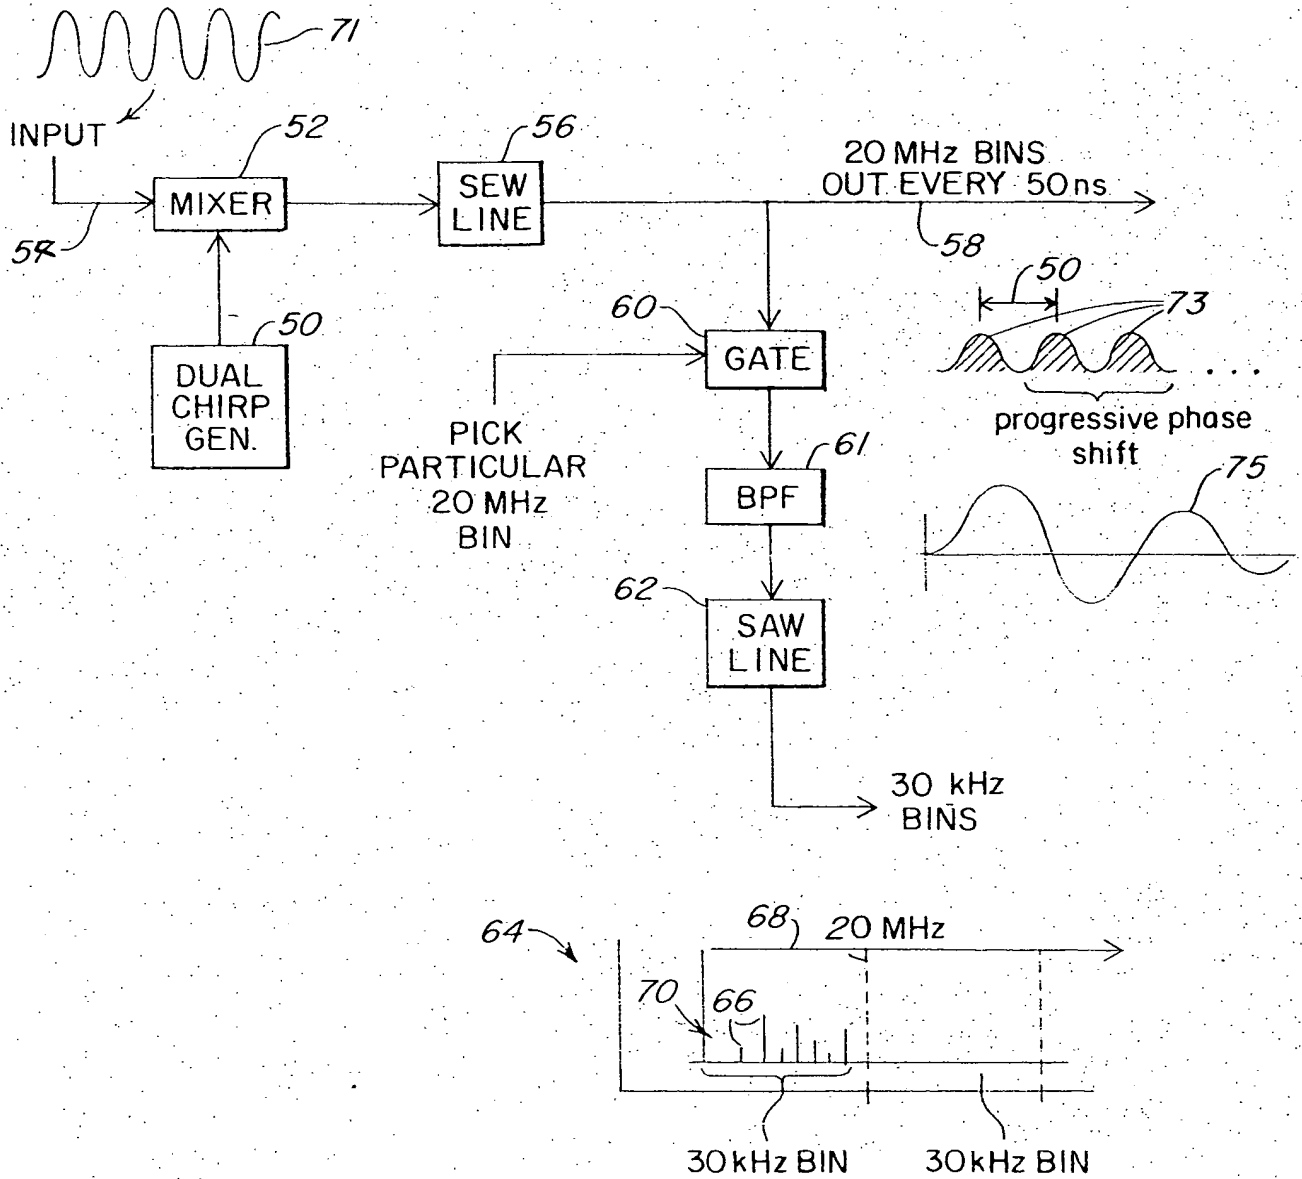 71
INPUT
52
56
MIXER
SEW
LINE
20 MHz BINS
OUT EVERY 50ns
54
58
50
DUAL
CHIRP
GEN.
60
GATE
50
73
. . .
progressive phase
shift
PICK
PARTICULAR
20 MHz
BIN
61
BPF
75
62
SAW
LINE
30 kHz
BINS
64
68
20 MHz
70
66
30kHz BIN
30kHz BIN